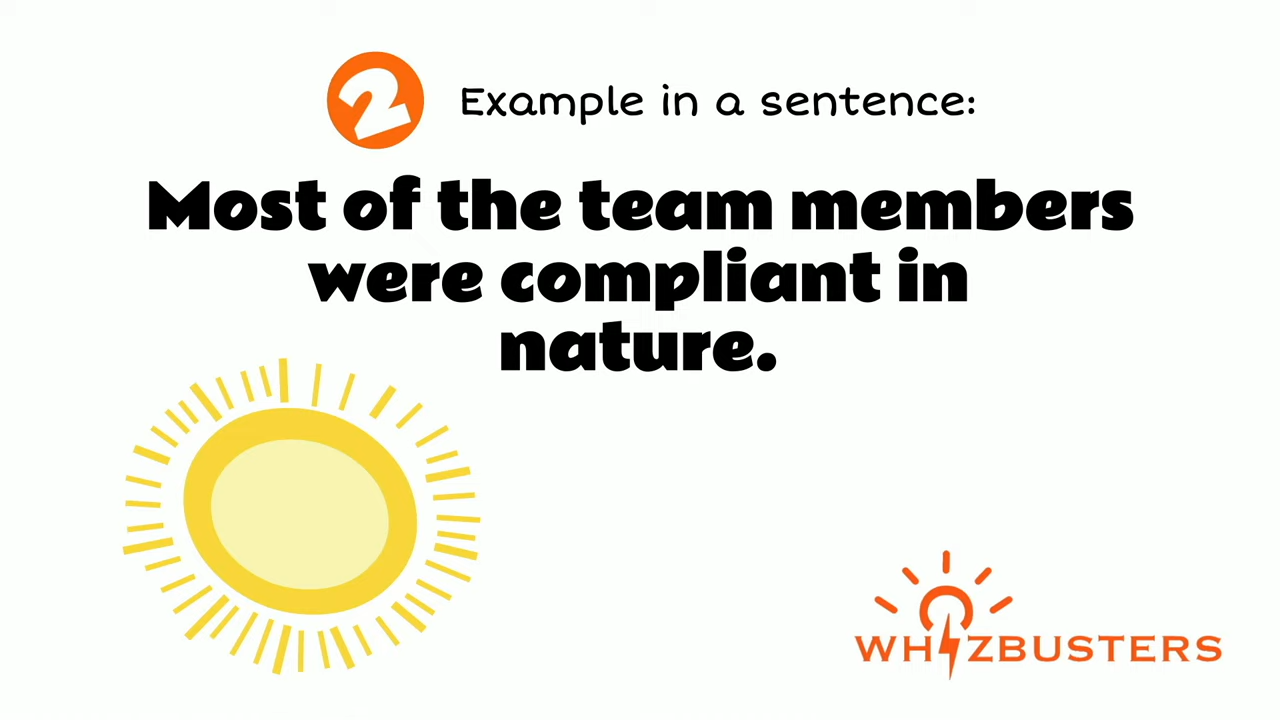 2 Example in a sentence:
Most of the team members
were compliant in
nature.
WHIZBUSTERS